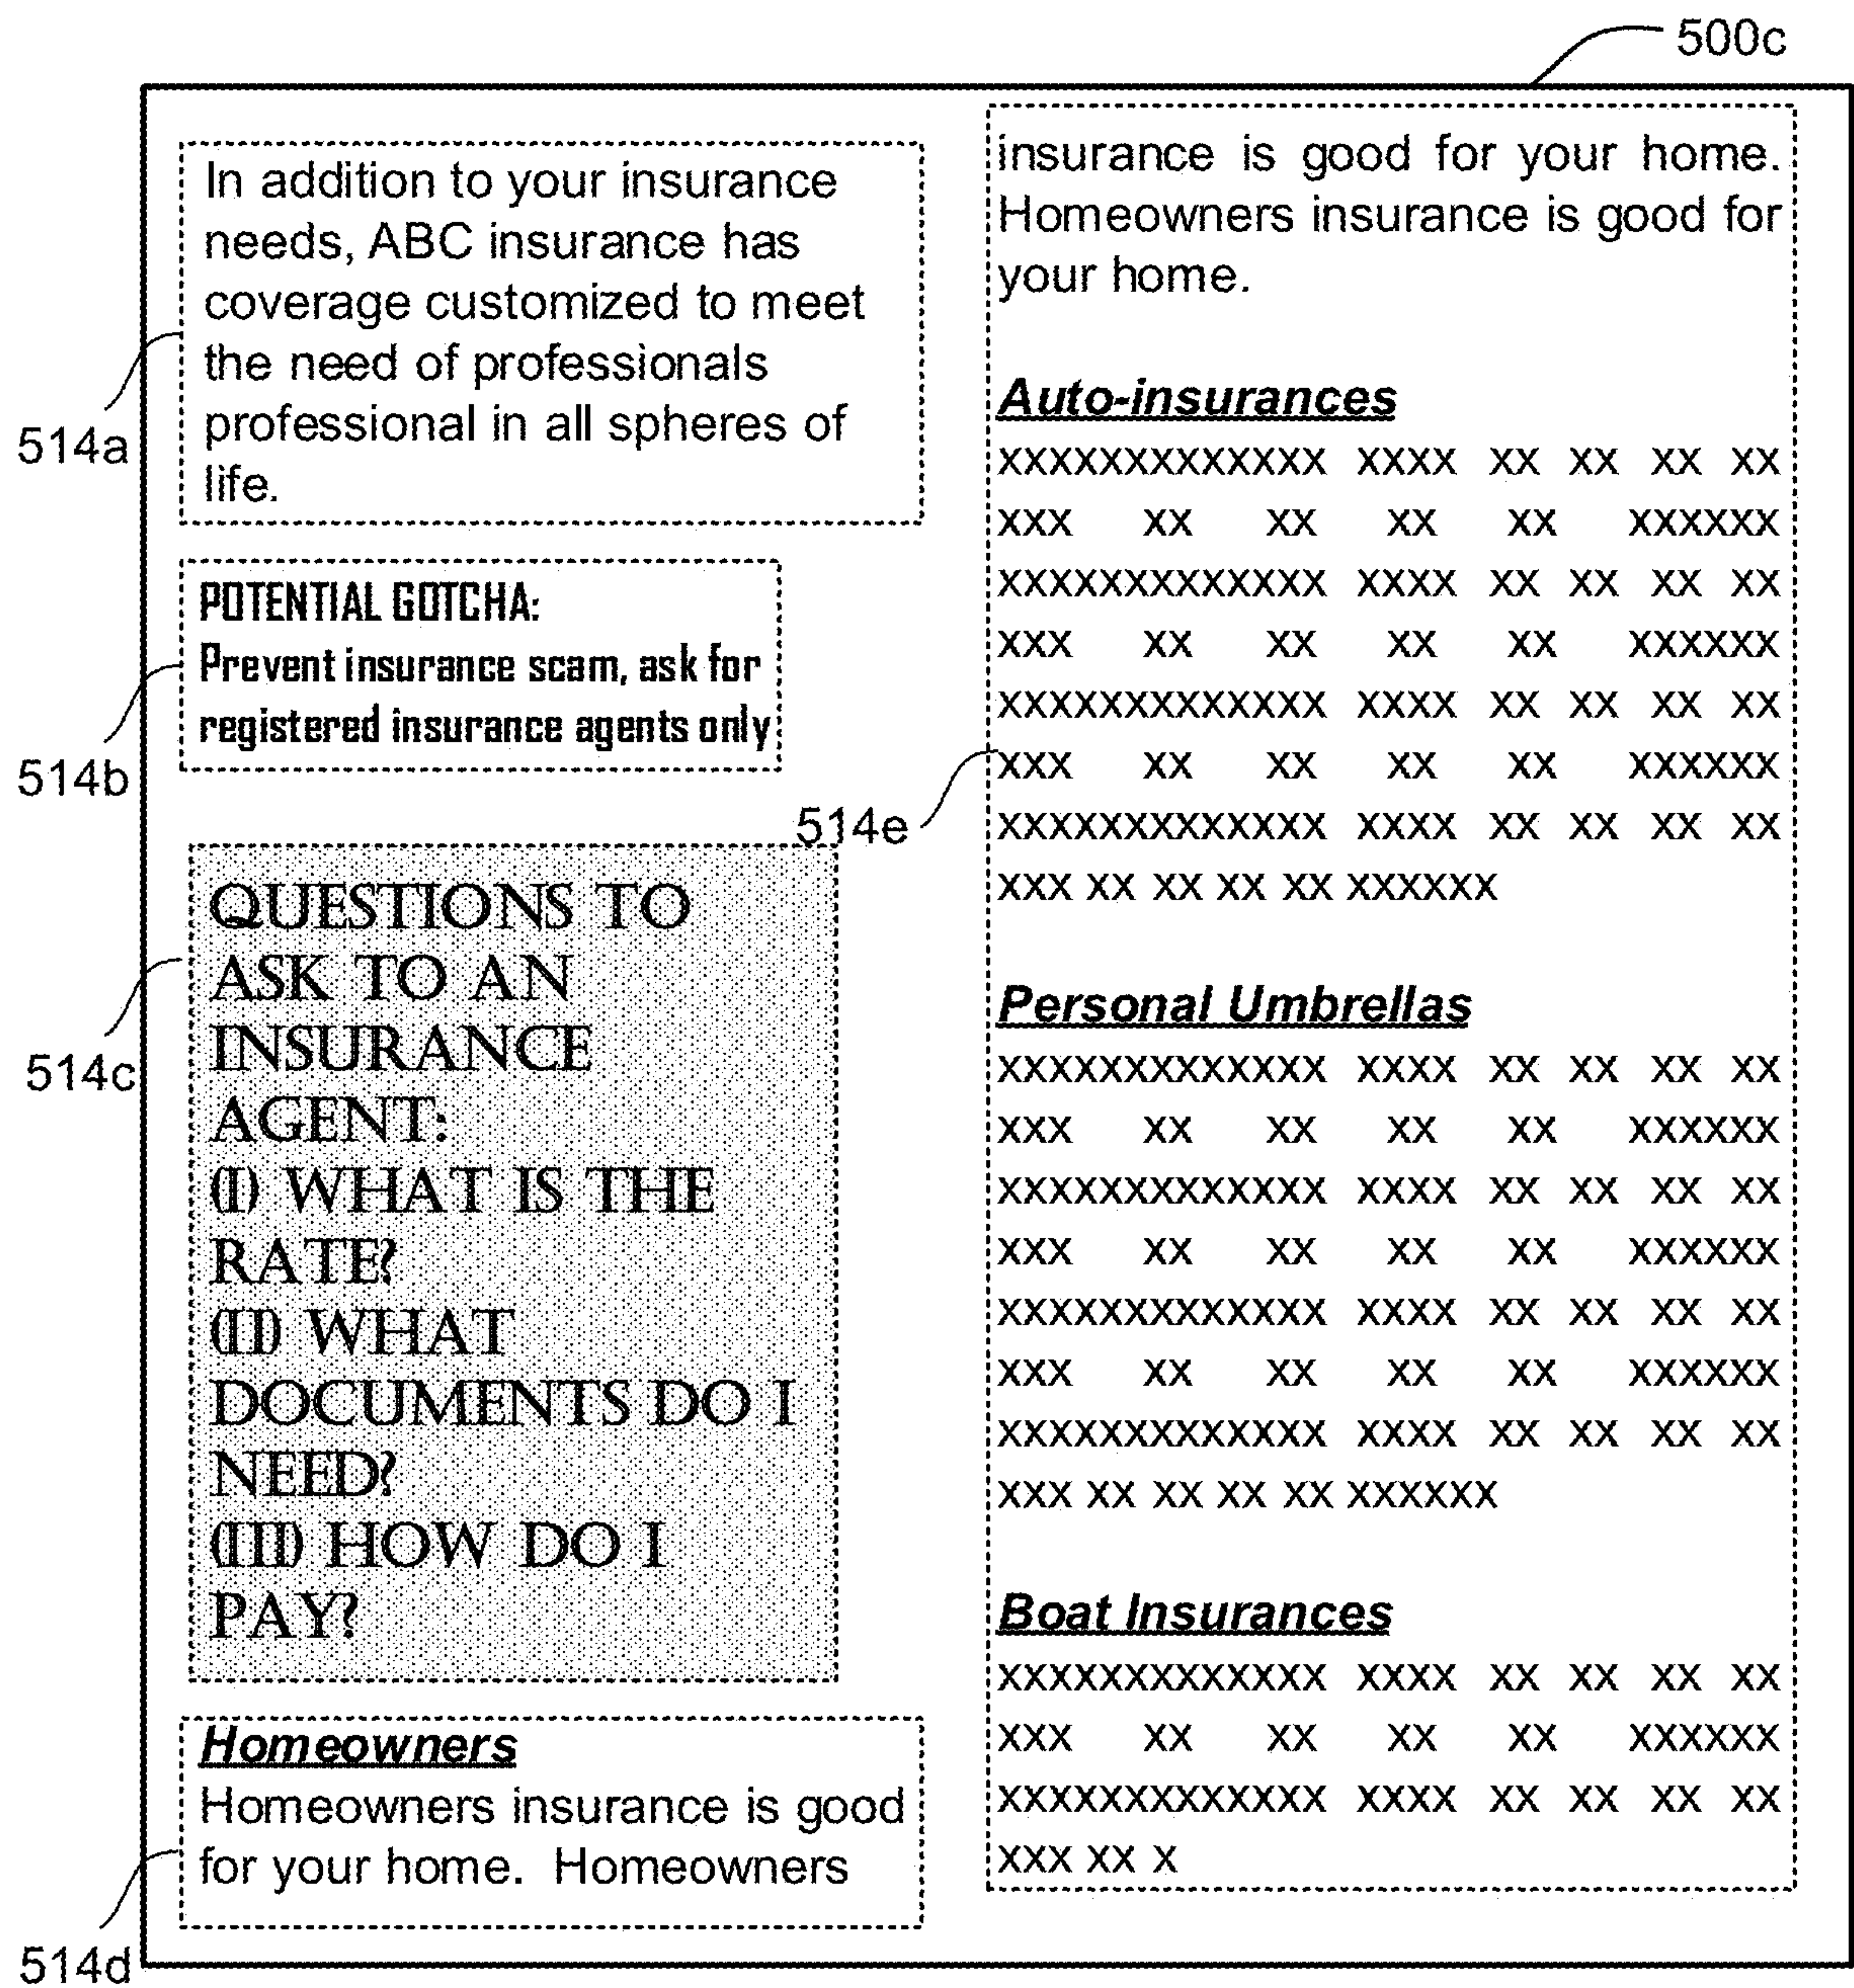 500c
In addition to your insurance
needs, ABC insurance has
coverage customized to meet
the need of professionals
professional in all spheres of
life.
514a
POTENTIAL GOTCHA:
Prevent insurance scam, ask for
registered insurance agents only
514b
QUESTIONS TO
ASK TO AN
INSURANCE
AGENT:
(I) WHAT IS THE
RATE?
(II) WHAT
DOCUMENTS DO I
NEED?
(III) HOW DO I
PAY?
514c
Homeowners
Homeowners insurance is good
for your home. Homeowners
514d
insurance is good for your home.
Homeowners insurance is good for
your home.
Auto-insurances
xxxxxxxxxxxxx xxxx xx xx xx xx
xxx xx xx xx xx xxxxxx
xxxxxxxxxxxxx xxxx xx xx xx xx
xxx xx xx xx xx xxxxxx
xxxxxxxxxxxxx xxxx xx xx xx xx
xxx xx xx xx xx xxxxxx
xxxxxxxxxxxxx xxxx xx xx xx xx
xxx xx xx xx xx xxxxxx
514e
Personal Umbrellas
xxxxxxxxxxxxx xxxx xx xx xx xx
xxx xx xx xx xx xxxxxx
xxxxxxxxxxxxx xxxx xx xx xx xx
xxx xx xx xx xx xxxxxx
xxxxxxxxxxxxx xxxx xx xx xx xx
xxx xx xx xx xx xxxxxx
xxxxxxxxxxxxx xxxx xx xx xx xx
xxx xx xx xx xx xxxxxx
Boat Insurances
xxxxxxxxxxxxx xxxx xx xx xx xx
xxx xx xx xx xx xxxxxx
xxxxxxxxxxxxx xxxx xx xx xx xx
xxx xx x